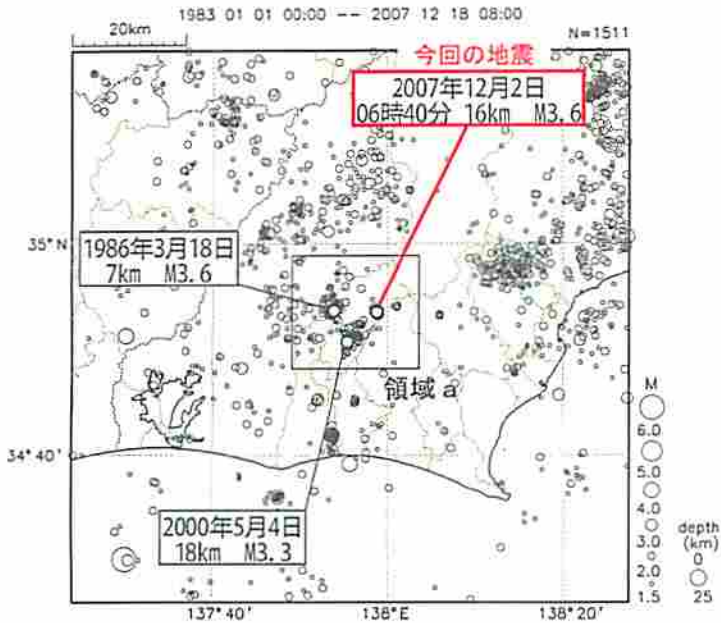 1983 01 01 00:00 -- 2007 12 18 08:00
20km
N=1511
今回の地震
2007年12月2日
06時40分 16km M3.6
35°N
1986年3月18日
7km M3.6
領域a
34°40'
2000年5月4日
18km M3.3
M
6.0
5.0
4.0
3.0
2.0
1.5
depth
(km)
0
25
137°40'
138°E
138°20'